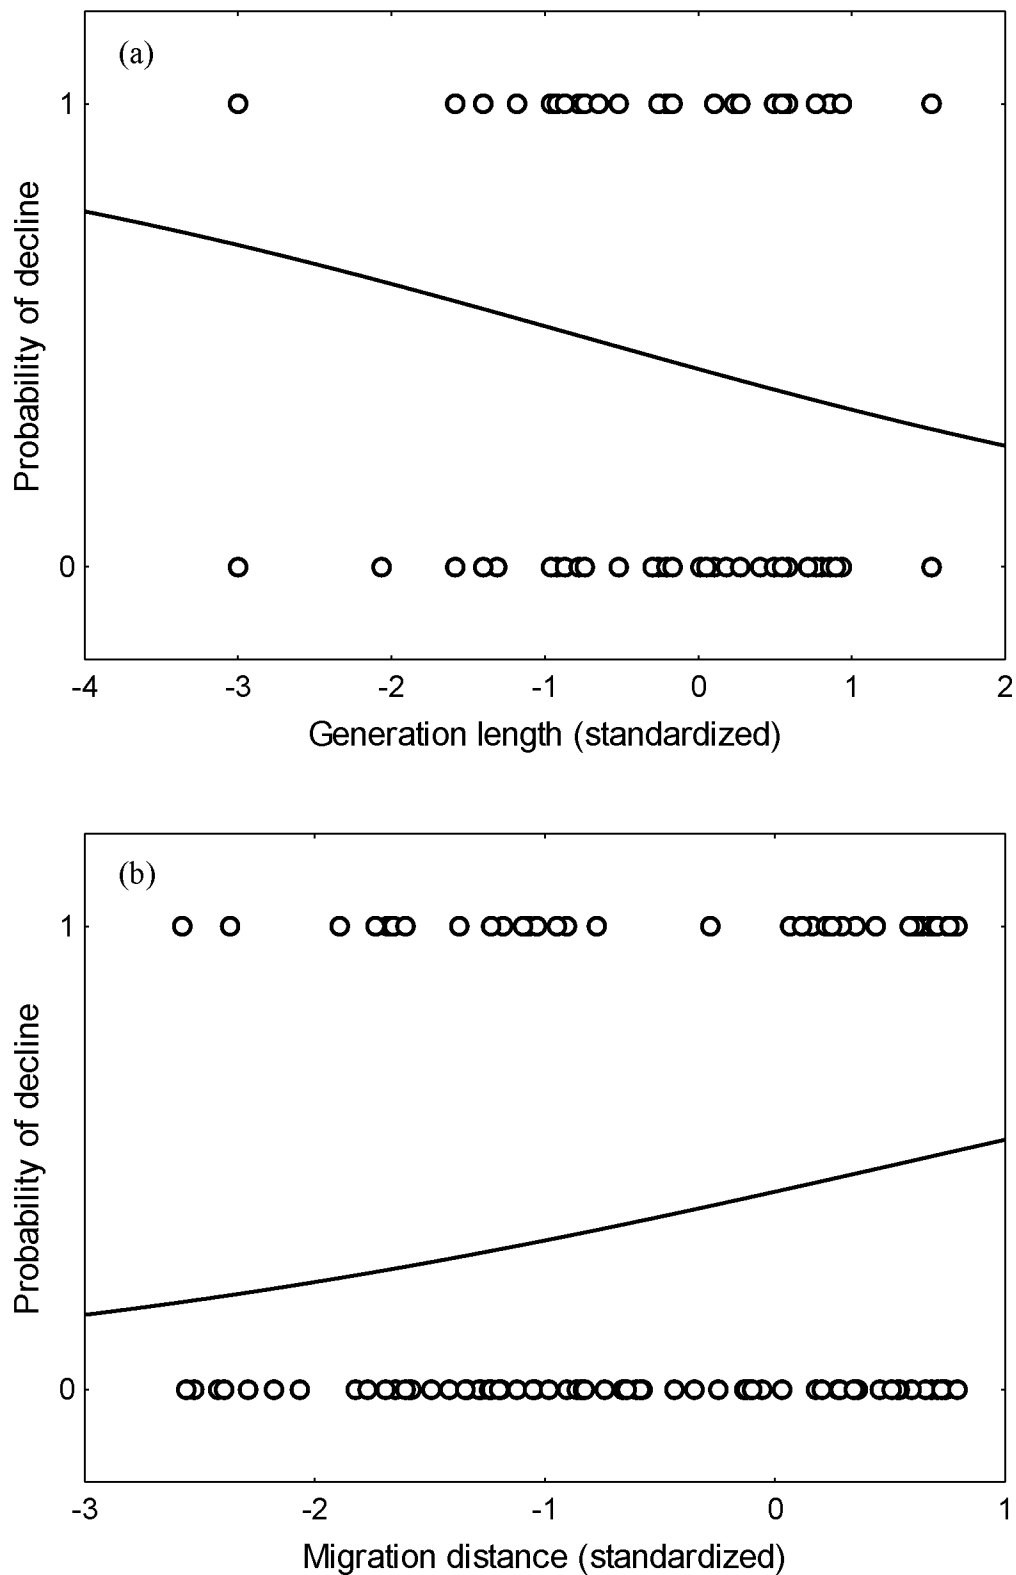 (a)
1
0
Probability of decline
-4 -3 -2 -1 0 1 2
Generation length (standardized)
(b)
1
0
Probability of decline
-3 -2 -1 0 1
Migration distance (standardized)